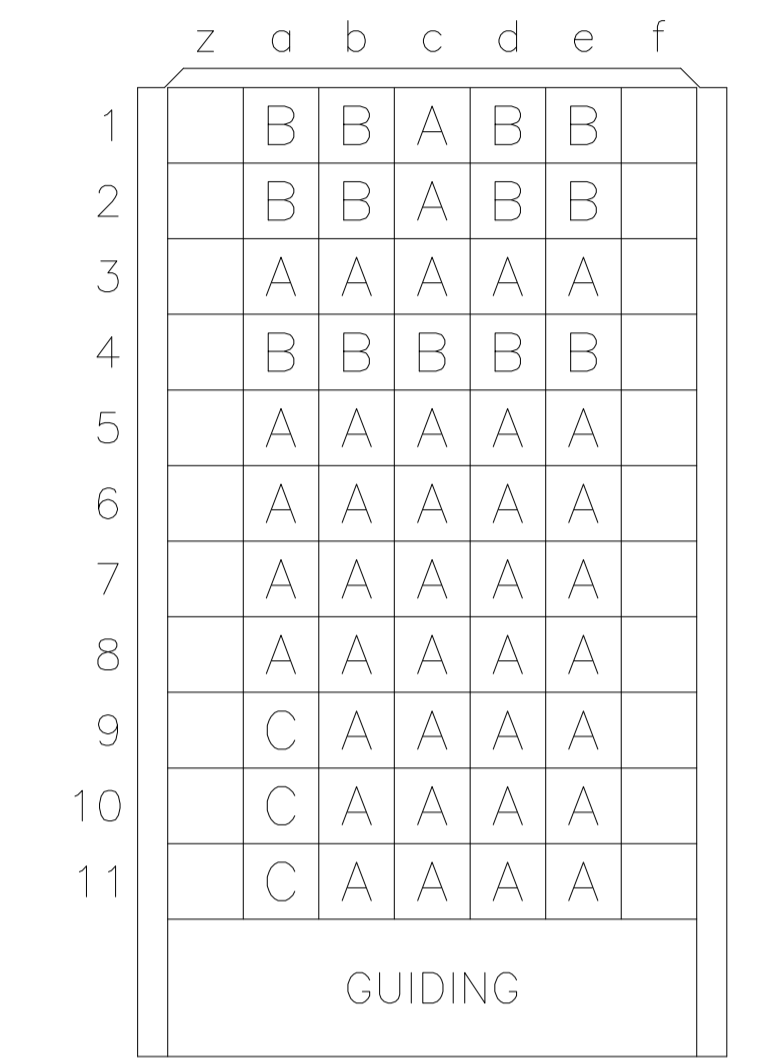 z a b c d e f
1 B B A B B
2 B B A B B
3 A A A A A
4 B B B B B
5 A A A A A
6 A A A A A
7 A A A A A
8 A A A A A
9 C A A A A
10 C A A A A
11 C A A A A
GUIDING